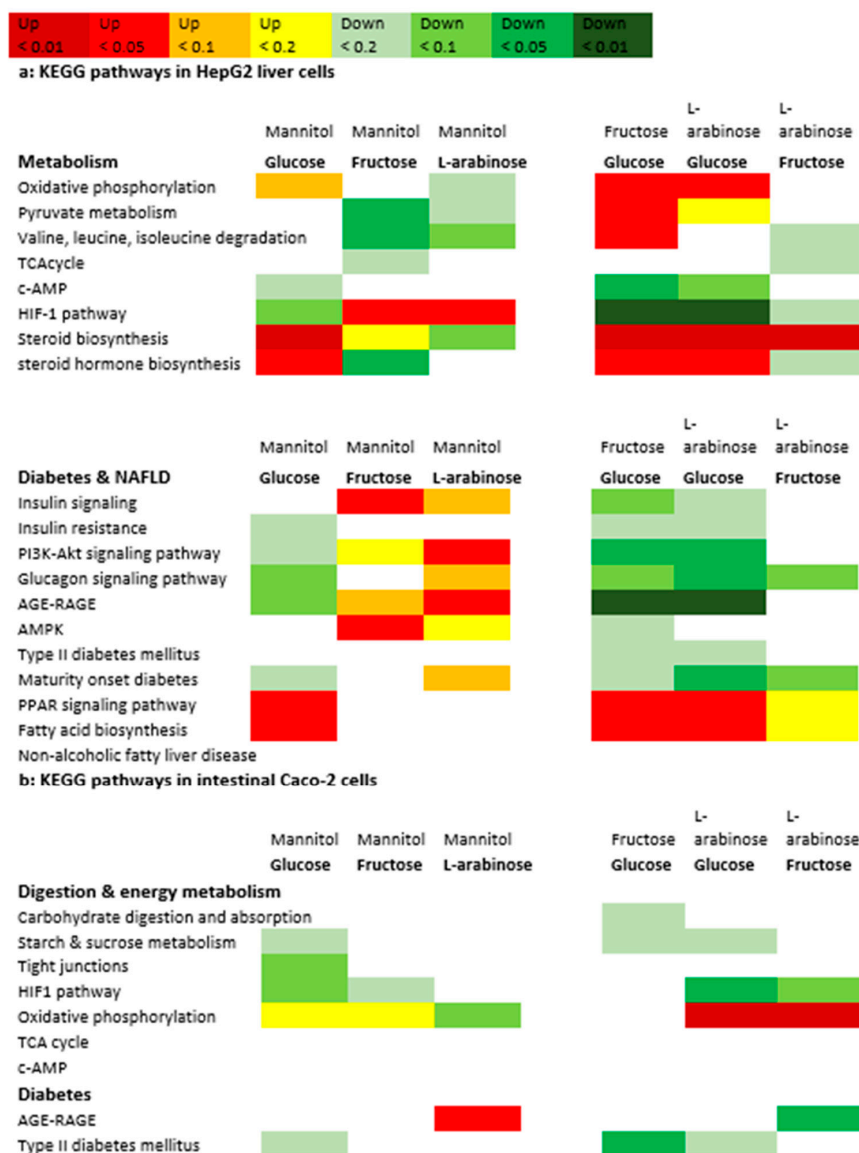 Up Up Up Up Down Down Down Down
< 0.01 < 0.05 < 0.1 < 0.2 < 0.2 < 0.1 < 0.05 < 0.01
a: KEGG pathways in HepG2 liver cells
L- L-
Mannitol Mannitol Mannitol Fructose arabinose arabinose
Metabolism Glucose Fructose L-arabinose Glucose Glucose Fructose
Oxidative phosphorylation
Pyruvate metabolism
Valine, leucine, isoleucine degradation
TCAcycle
c-AMP
HIF-1 pathway
Steroid biosynthesis
steroid hormone biosynthesis
L- L-
Mannitol Mannitol Mannitol Fructose arabinose arabinose
Diabetes & NAFLD Glucose Fructose L-arabinose Glucose Glucose Fructose
Insulin signaling
Insulin resistance
PI3K-Akt signaling pathway
Glucagon signaling pathway
AGE-RAGE
AMPK
Type II diabetes mellitus
Maturity onset diabetes
PPAR signaling pathway
Fatty acid biosynthesis
Non-alcoholic fatty liver disease
b: KEGG pathways in intestinal Caco-2 cells
L- L-
Mannitol Mannitol Mannitol Fructose arabinose arabinose
Glucose Fructose L-arabinose Glucose Glucose Fructose
Digestion & energy metabolism
Carbohydrate digestion and absorption
Starch & sucrose metabolism
Tight junctions
HIF1 pathway
Oxidative phosphorylation
TCA cycle
c-AMP
Diabetes
AGE-RAGE
Type II diabetes mellitus